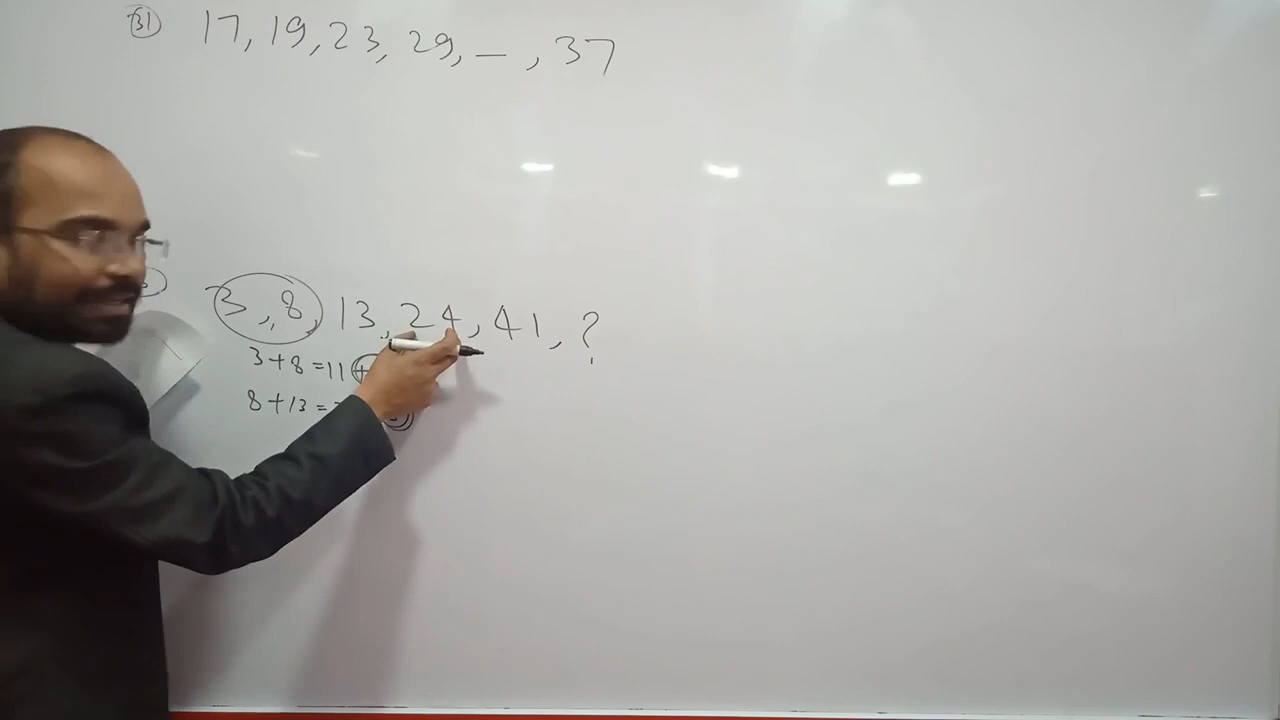 31 17, 19, 23, 29, _ , 37
3, 8, 13, 24, 41, ?
3 + 8 = 11 +
8 + 13 =